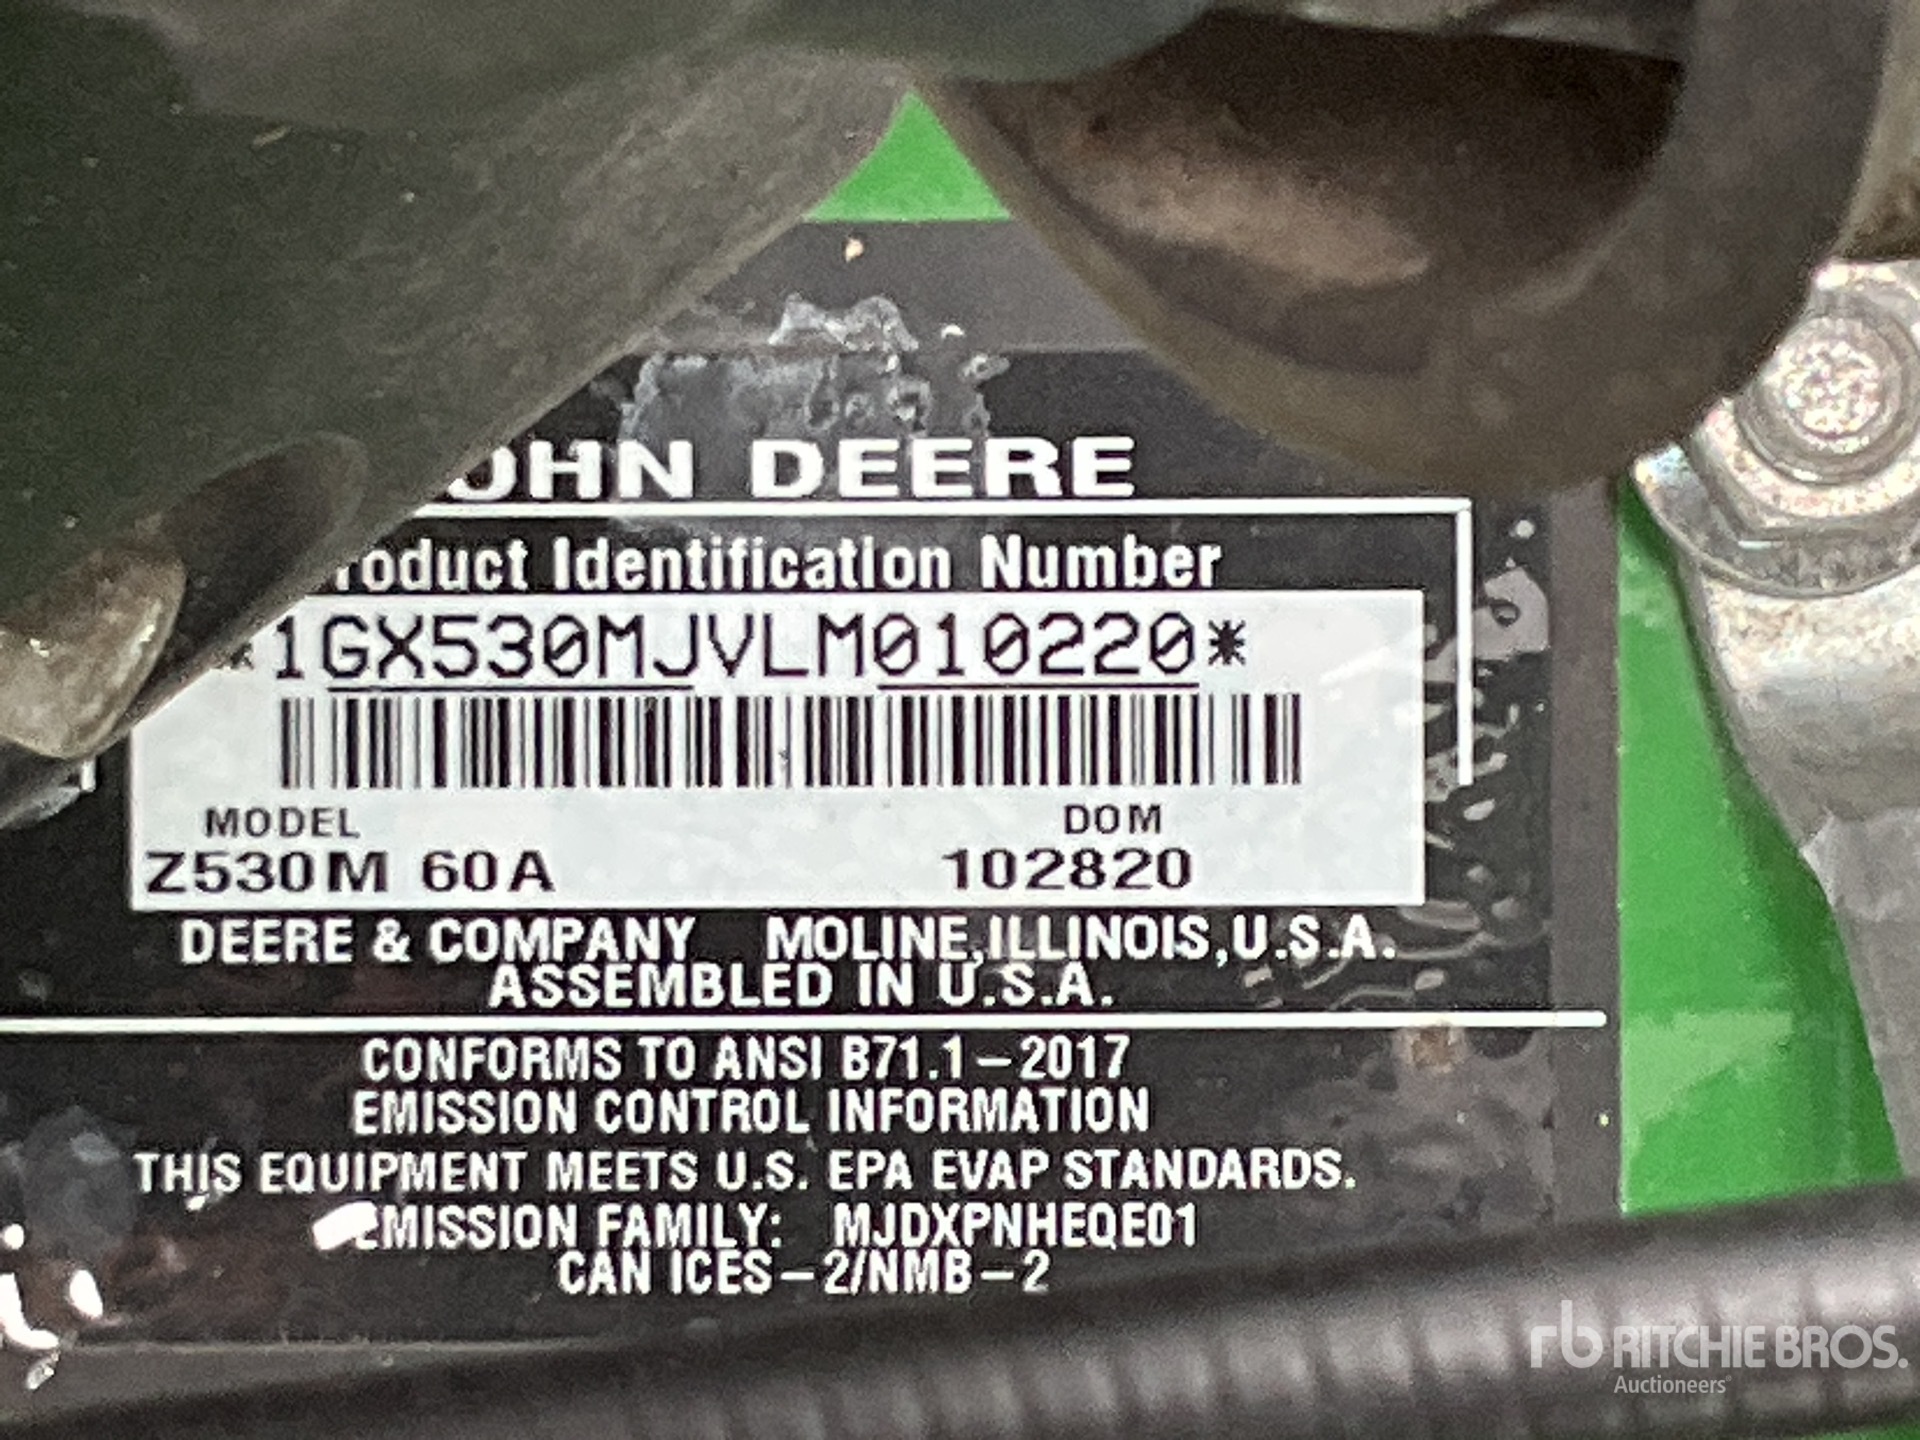 OHN DEERE
roduct Identification Number
*1GX530MJVLM010220*
MODEL DOM
Z530M 60A 102820
DEERE & COMPANY MOLINE,ILLINOIS,U.S.A.
ASSEMBLED IN U.S.A.
CONFORMS TO ANSI B71.1-2017
EMISSION CONTROL INFORMATION
THIS EQUIPMENT MEETS U.S. EPA EVAP STANDARDS.
EMISSION FAMILY: MJDXPNHEQE01
CAN ICES-2/NMB-2
rb RITCHIE BROS.
Auctioneers